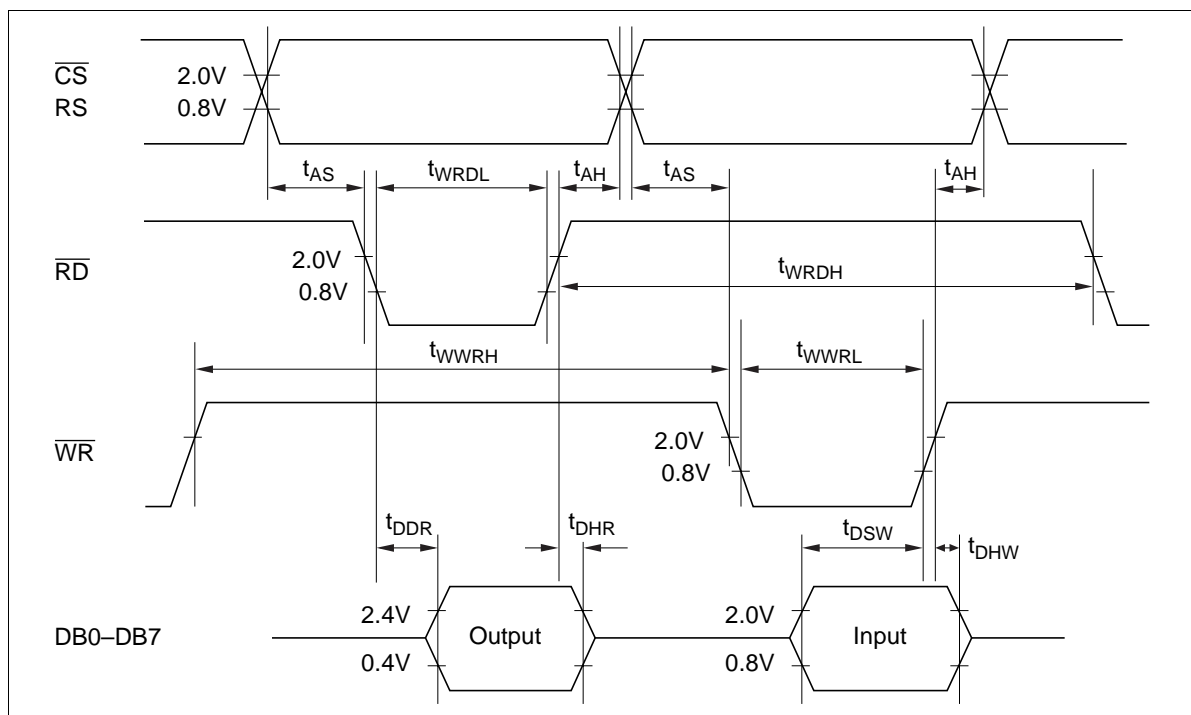 CS 2.0V
RS 0.8V
tAS tWRDL tAH tAS tAH
RD 2.0V
0.8V
tWRDH
tWWRH tWWRL
WR 2.0V
0.8V
tDDR tDHR tDSW tDHW
2.4V 2.0V
DB0–DB7 Output Input
0.4V 0.8V